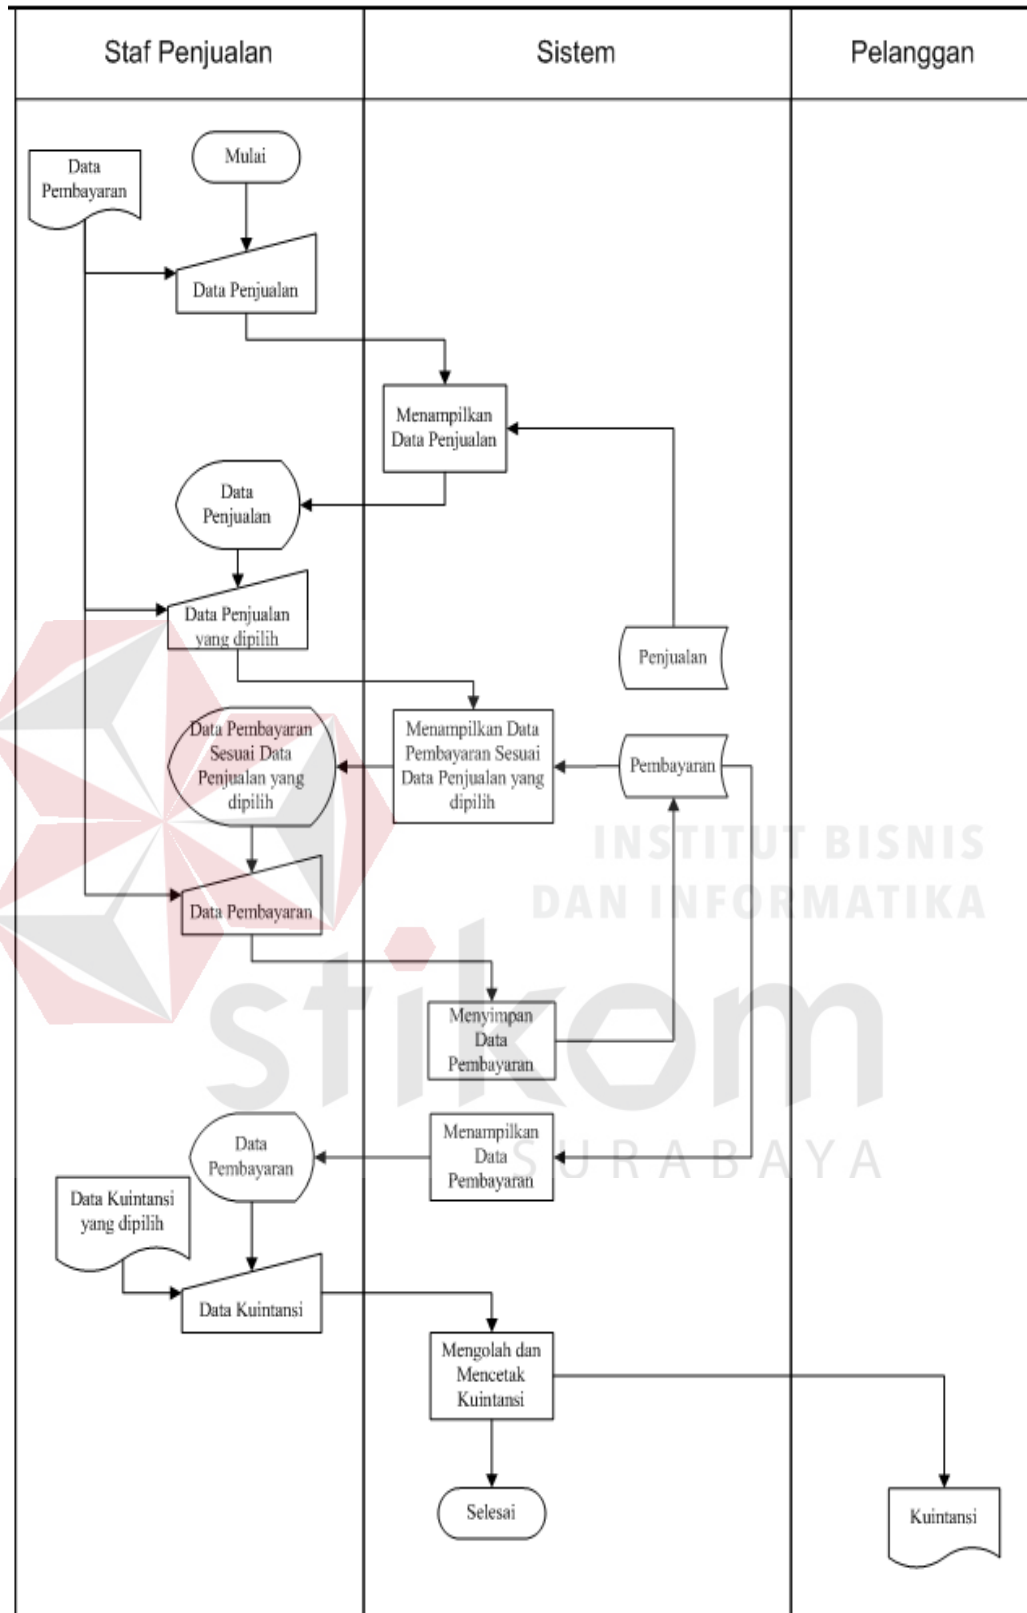 Staf Penjualan
Sistem
Pelanggan
Mulai
Data
Pembayaran
Data Penjualan
Menampilkan
Data Penjualan
Data
Penjualan
Data Penjualan
yang dipilih
Penjualan
Data Pembayaran
Sesuai Data
Penjualan yang
dipilih
Menampilkan Data
Pembayaran Sesuai
Data Penjualan yang
dipilih
Pembayaran
INSTITUT BISNIS
DAN INFORMATIKA
Data Pembayaran
stikom
Menyimpan
Data
Pembayaran
Data
Pembayaran
Menampilkan
Data
Pembayaran
SURABAYA
Data Kuintansi
yang dipilih
Data Kuintansi
Mengolah dan
Mencetak
Kuintansi
Selesai
Kuintansi